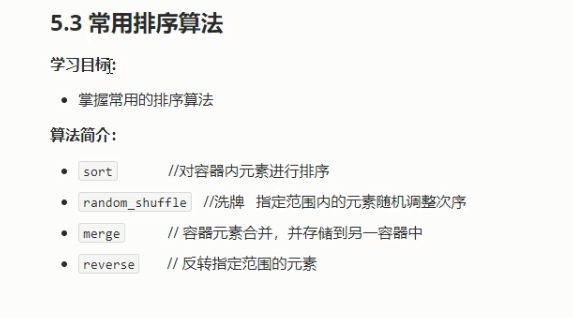 5.3 常用排序算法
学习目标:
掌握常用的排序算法
算法简介:
sort //对容器内元素进行排序
random_shuffle //洗牌 指定范围内的元素随机调整次序
merge // 容器元素合并，并存储到另一容器中
reverse // 反转指定范围的元素